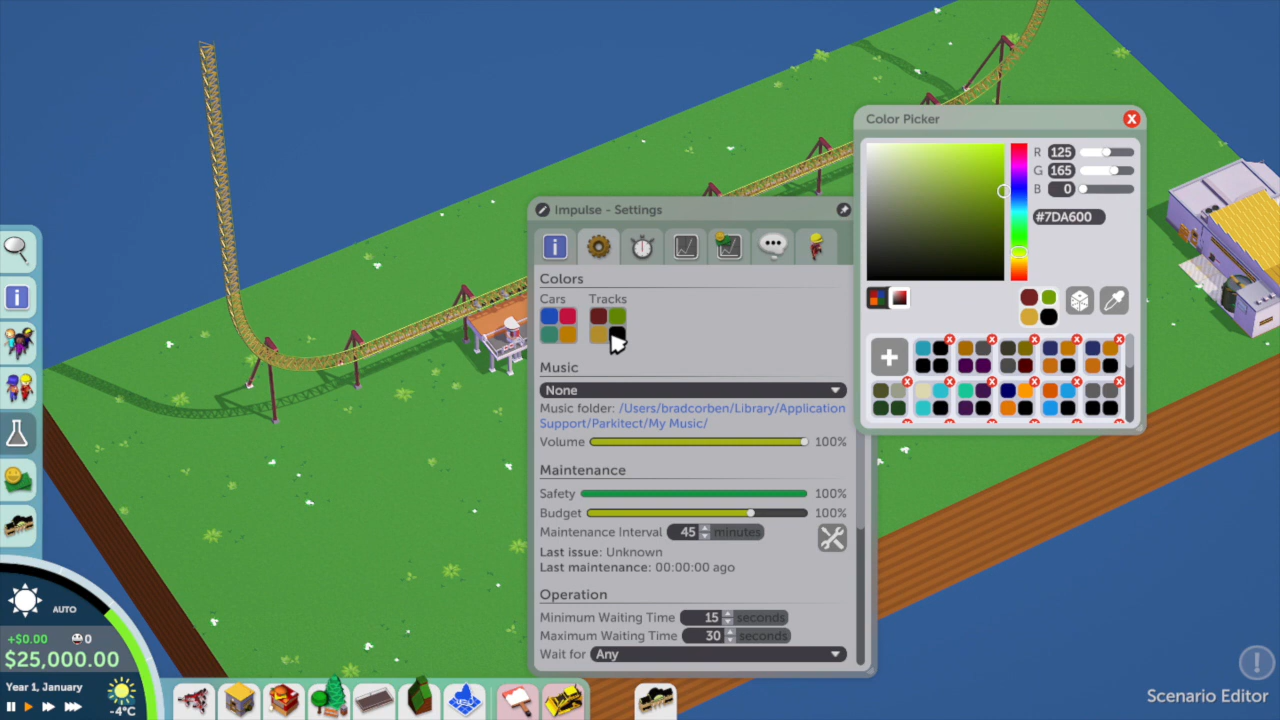 Color Picker
R 125
G 165
B 0
#7DA600
Impulse - Settings
Colors
Cars Tracks
Music
None
Music folder: /Users/bradcorben/Library/Application
Support/Parkitect/My Music/
Volume 100%
Maintenance
Safety 100%
Budget 100%
Maintenance Interval 45 minutes
Last issue: Unknown
Last maintenance: 00:00:00 ago
Operation
Minimum Waiting Time 15 seconds
Maximum Waiting Time 30 seconds
Wait for Any
AUTO
+$0.00 0
$25,000.00
Year 1, January
-4°C
Scenario Editor